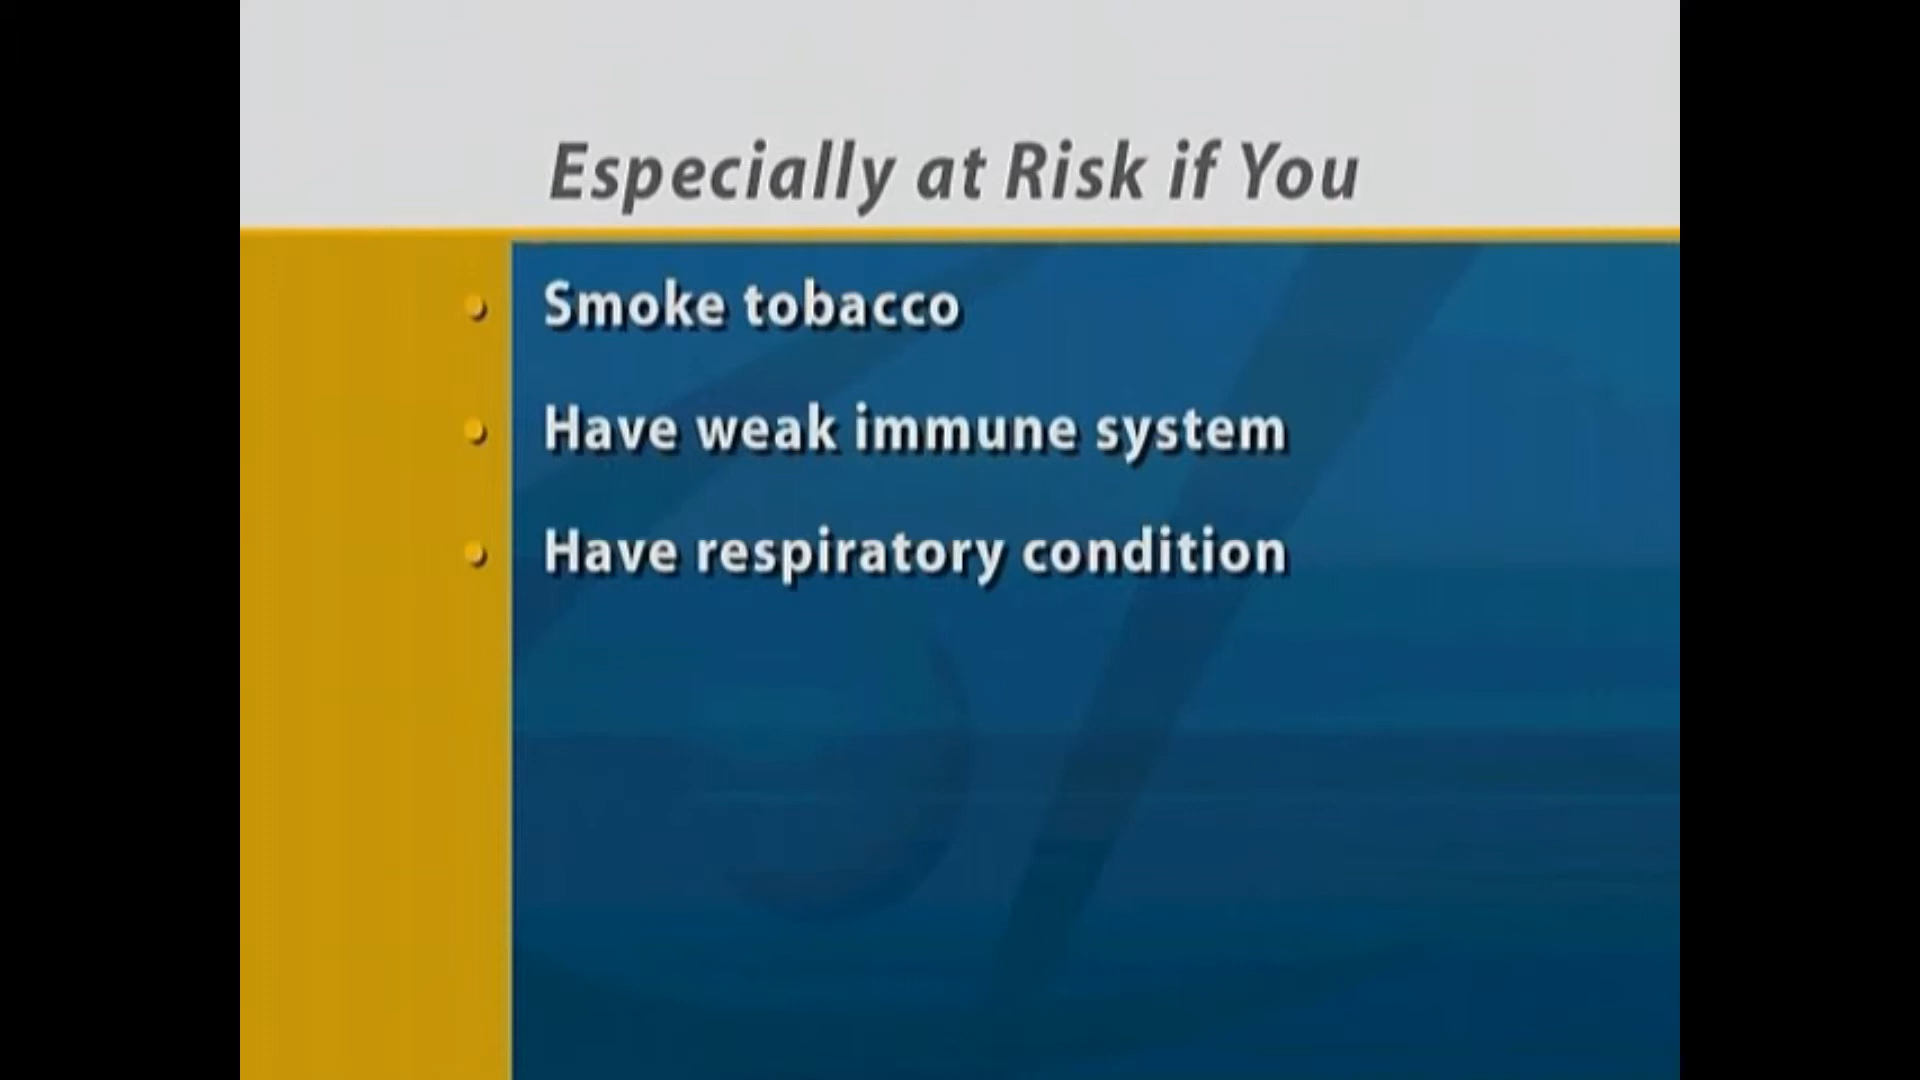 Especially at Risk if You
• Smoke tobacco
• Have weak immune system
• Have respiratory condition